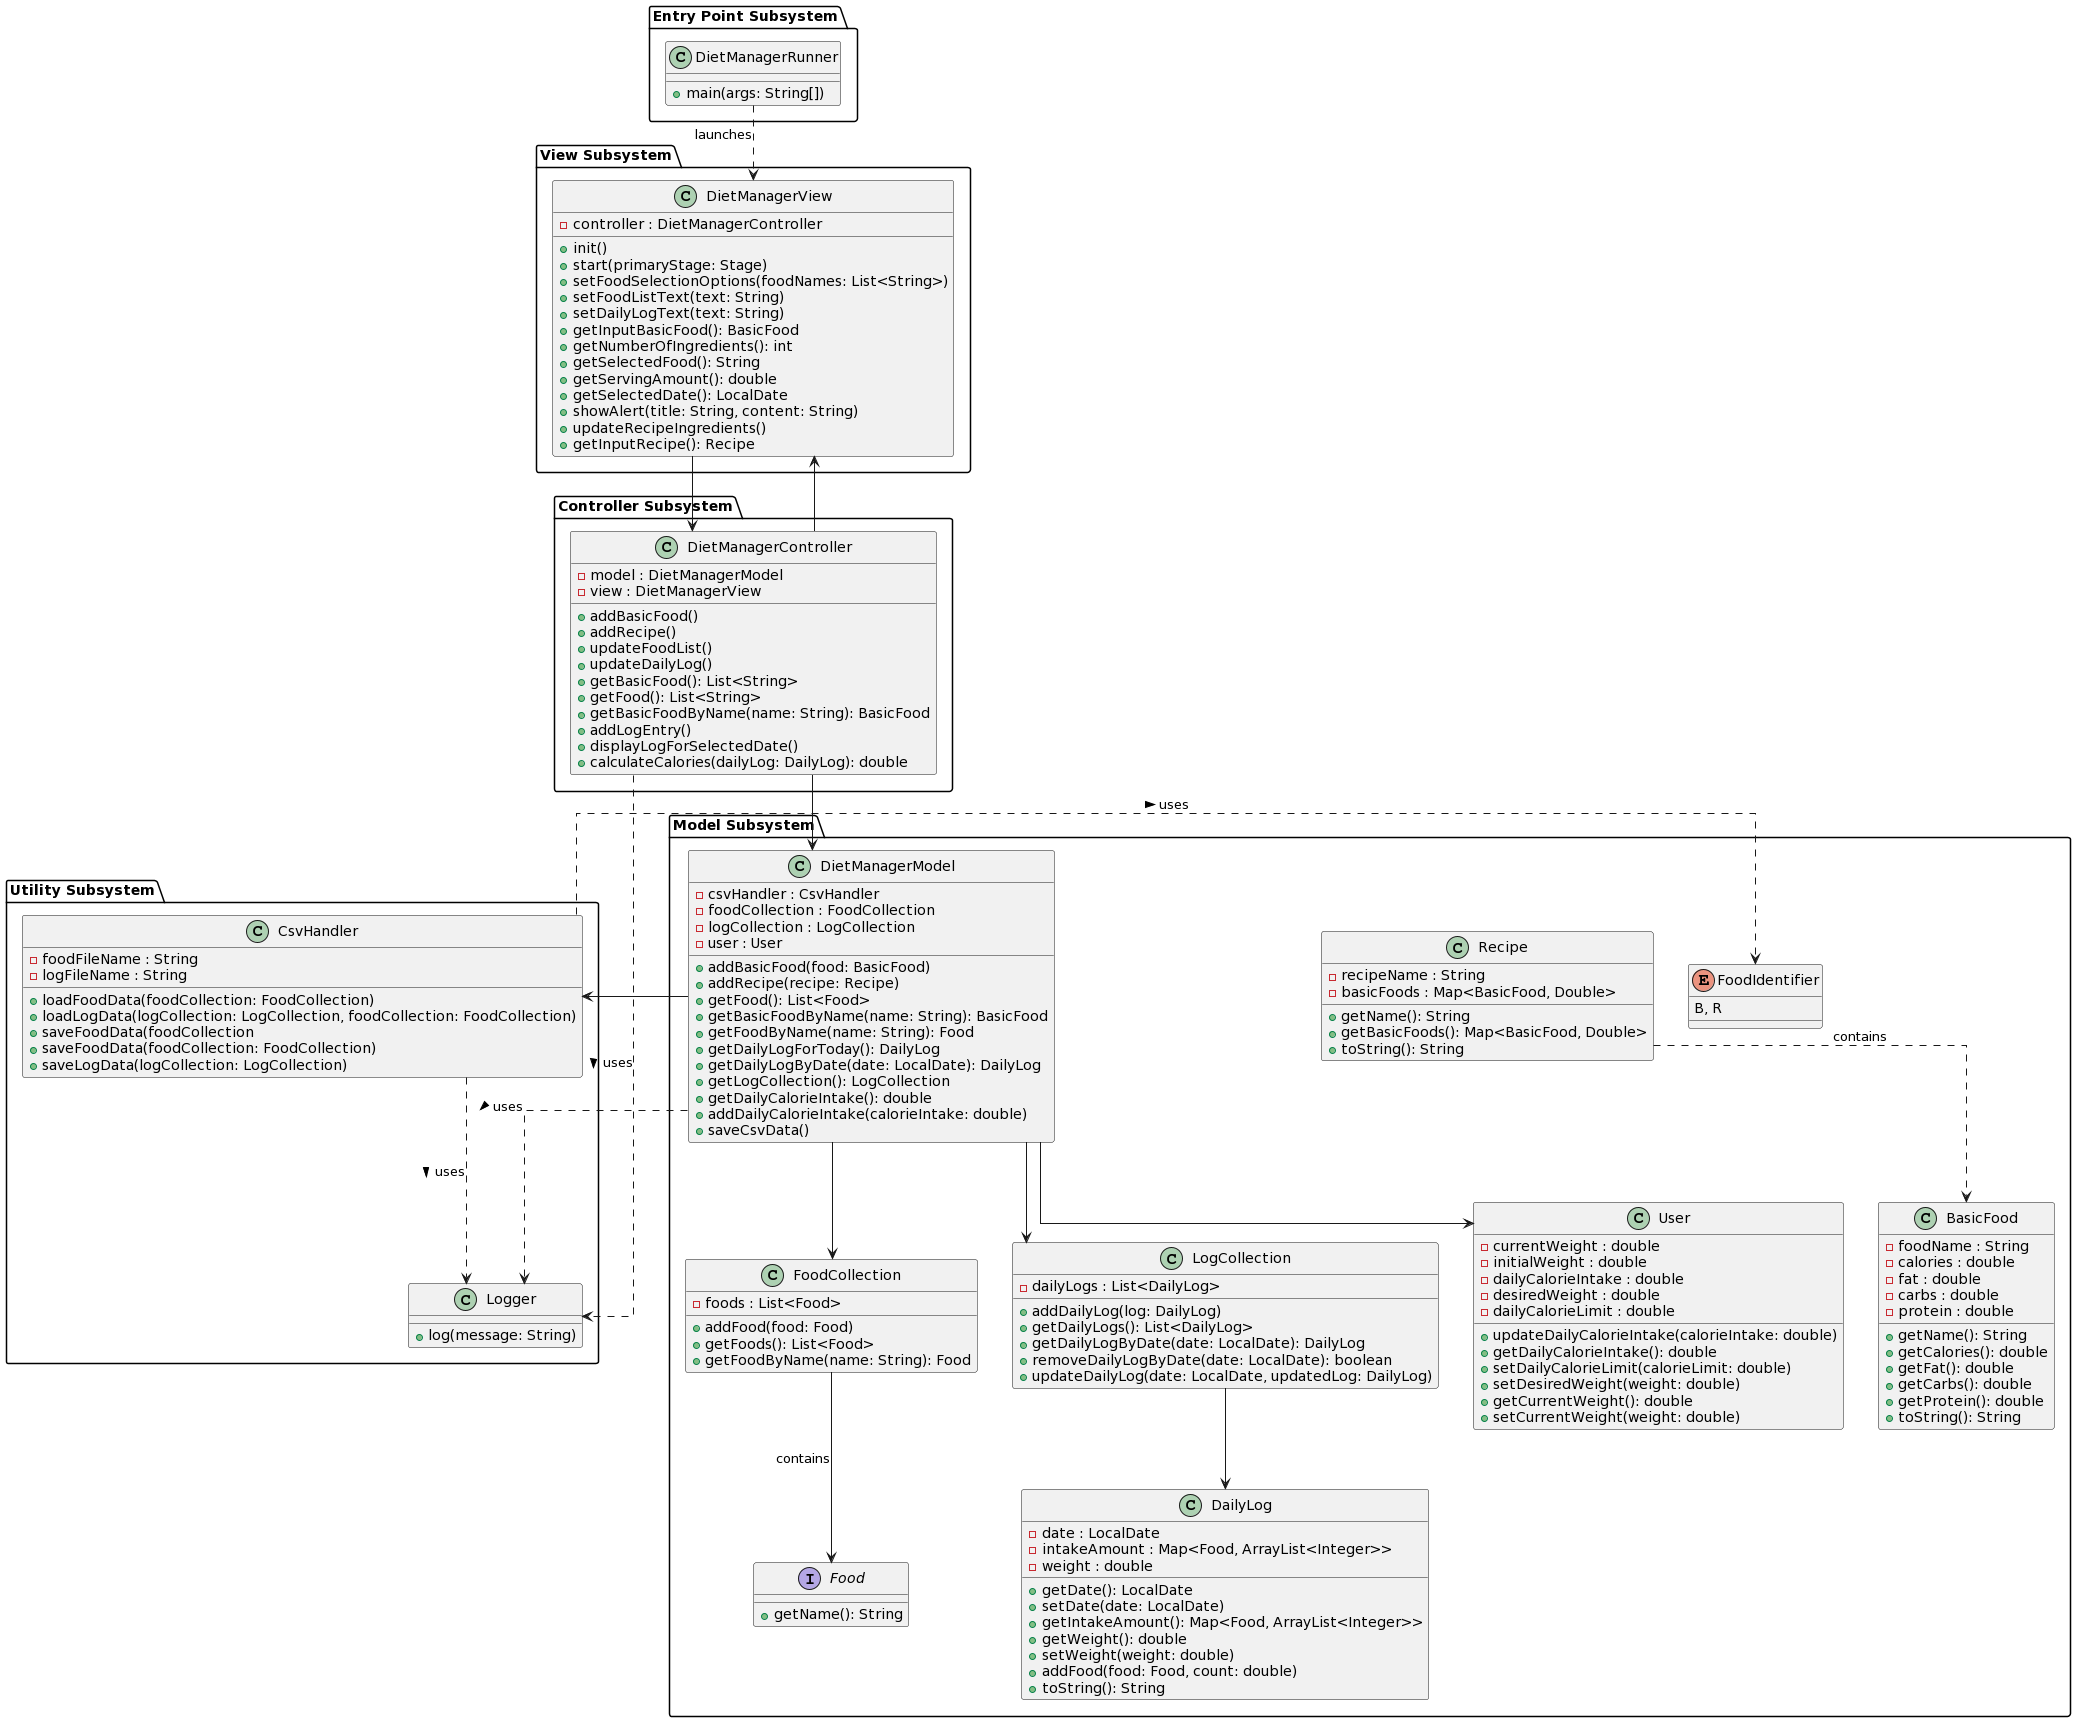 Entry Point Subsystem
C DietManagerRunner
main(args: String[])
launches
View Subsystem
C DietManagerView
controller : DietManagerController
init()
start(primaryStage: Stage)
setFoodSelectionOptions(foodNames: List<String>)
setFoodListText(text: String)
setDailyLogText(text: String)
getInputBasicFood(): BasicFood
getNumberOfIngredients(): int
getSelectedFood(): String
getServingAmount(): double
getSelectedDate(): LocalDate
showAlert(title: String, content: String)
updateRecipeIngredients()
getInputRecipe(): Recipe
Controller Subsystem
C DietManagerController
model : DietManagerModel
view : DietManagerView
addBasicFood()
addRecipe()
updateFoodList()
updateDailyLog()
getBasicFood(): List<String>
getFood(): List<String>
getBasicFoodByName(name: String): BasicFood
addLogEntry()
displayLogForSelectedDate()
calculateCalories(dailyLog: DailyLog): double
uses
Model Subsystem
C DietManagerModel
csvHandler : CsvHandler
foodCollection : FoodCollection
logCollection : LogCollection
user : User
addBasicFood(food: BasicFood)
addRecipe(recipe: Recipe)
getFood(): List<Food>
getBasicFoodByName(name: String): BasicFood
getFoodByName(name: String): Food
getDailyLogForToday(): DailyLog
getDailyLogByDate(date: LocalDate): DailyLog
getLogCollection(): LogCollection
getDailyCalorieIntake(): double
addDailyCalorieIntake(calorieIntake: double)
saveCsvData()
Utility Subsystem
C CsvHandler
foodFileName : String
logFileName : String
loadFoodData(foodCollection: FoodCollection)
loadLogData(logCollection: LogCollection, foodCollection: FoodCollection)
saveFoodData(foodCollection
saveFoodData(foodCollection: FoodCollection)
saveLogData(logCollection: LogCollection)
uses
uses
uses
C Logger
log(message: String)
C Recipe
recipeName : String
basicFoods : Map<BasicFood, Double>
getName(): String
getBasicFoods(): Map<BasicFood, Double>
toString(): String
E FoodIdentifier
B, R
contains
C FoodCollection
foods : List<Food>
addFood(food: Food)
getFoods(): List<Food>
getFoodByName(name: String): Food
C LogCollection
dailyLogs : List<DailyLog>
addDailyLog(log: DailyLog)
getDailyLogs(): List<DailyLog>
getDailyLogByDate(date: LocalDate): DailyLog
removeDailyLogByDate(date: LocalDate): boolean
updateDailyLog(date: LocalDate, updatedLog: DailyLog)
C User
currentWeight : double
initialWeight : double
dailyCalorieIntake : double
desiredWeight : double
dailyCalorieLimit : double
updateDailyCalorieIntake(calorieIntake: double)
getDailyCalorieIntake(): double
setDailyCalorieLimit(calorieLimit: double)
setDesiredWeight(weight: double)
getCurrentWeight(): double
setCurrentWeight(weight: double)
C BasicFood
foodName : String
calories : double
fat : double
carbs : double
protein : double
getName(): String
getCalories(): double
getFat(): double
getCarbs(): double
getProtein(): double
toString(): String
contains
I Food
getName(): String
C DailyLog
date : LocalDate
intakeAmount : Map<Food, ArrayList<Integer>>
weight : double
getDate(): LocalDate
setDate(date: LocalDate)
getIntakeAmount(): Map<Food, ArrayList<Integer>>
getWeight(): double
setWeight(weight: double)
addFood(food: Food, count: double)
toString(): String